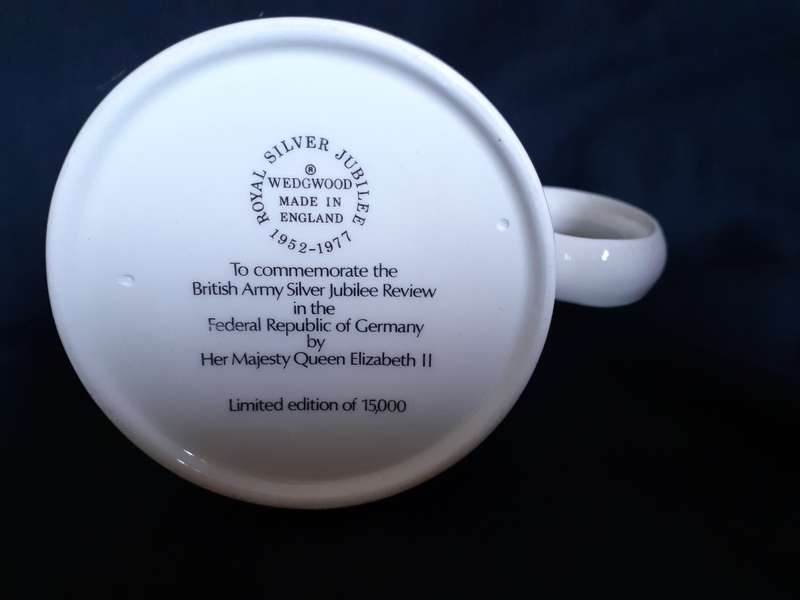 ROYAL SILVER JUBILEE
®
WEDGWOOD
MADE IN
ENGLAND
1952-1977
To commemorate the
British Army Silver Jubilee Review
in the
Federal Republic of Germany
by
Her Majesty Queen Elizabeth II
Limited edition of 15,000